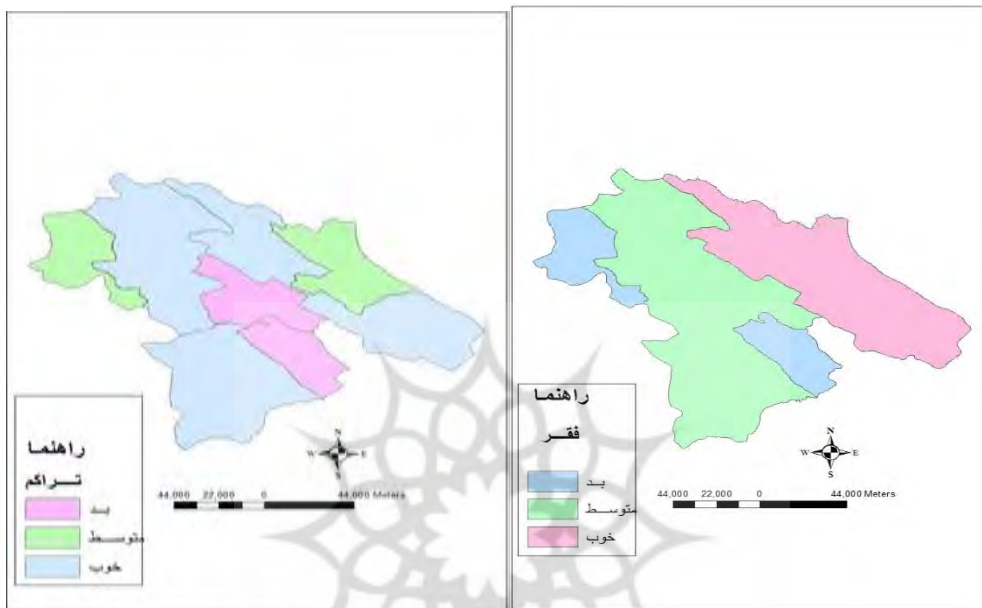 راهنما
تراکم
بد
متوسط
خوب
N
W E
S
44,000 22,000 0 44,000 Meters
راهنما
فقر
بد
متوسط
خوب
N
W E
S
44,000 22,000 0 44,000 Meters